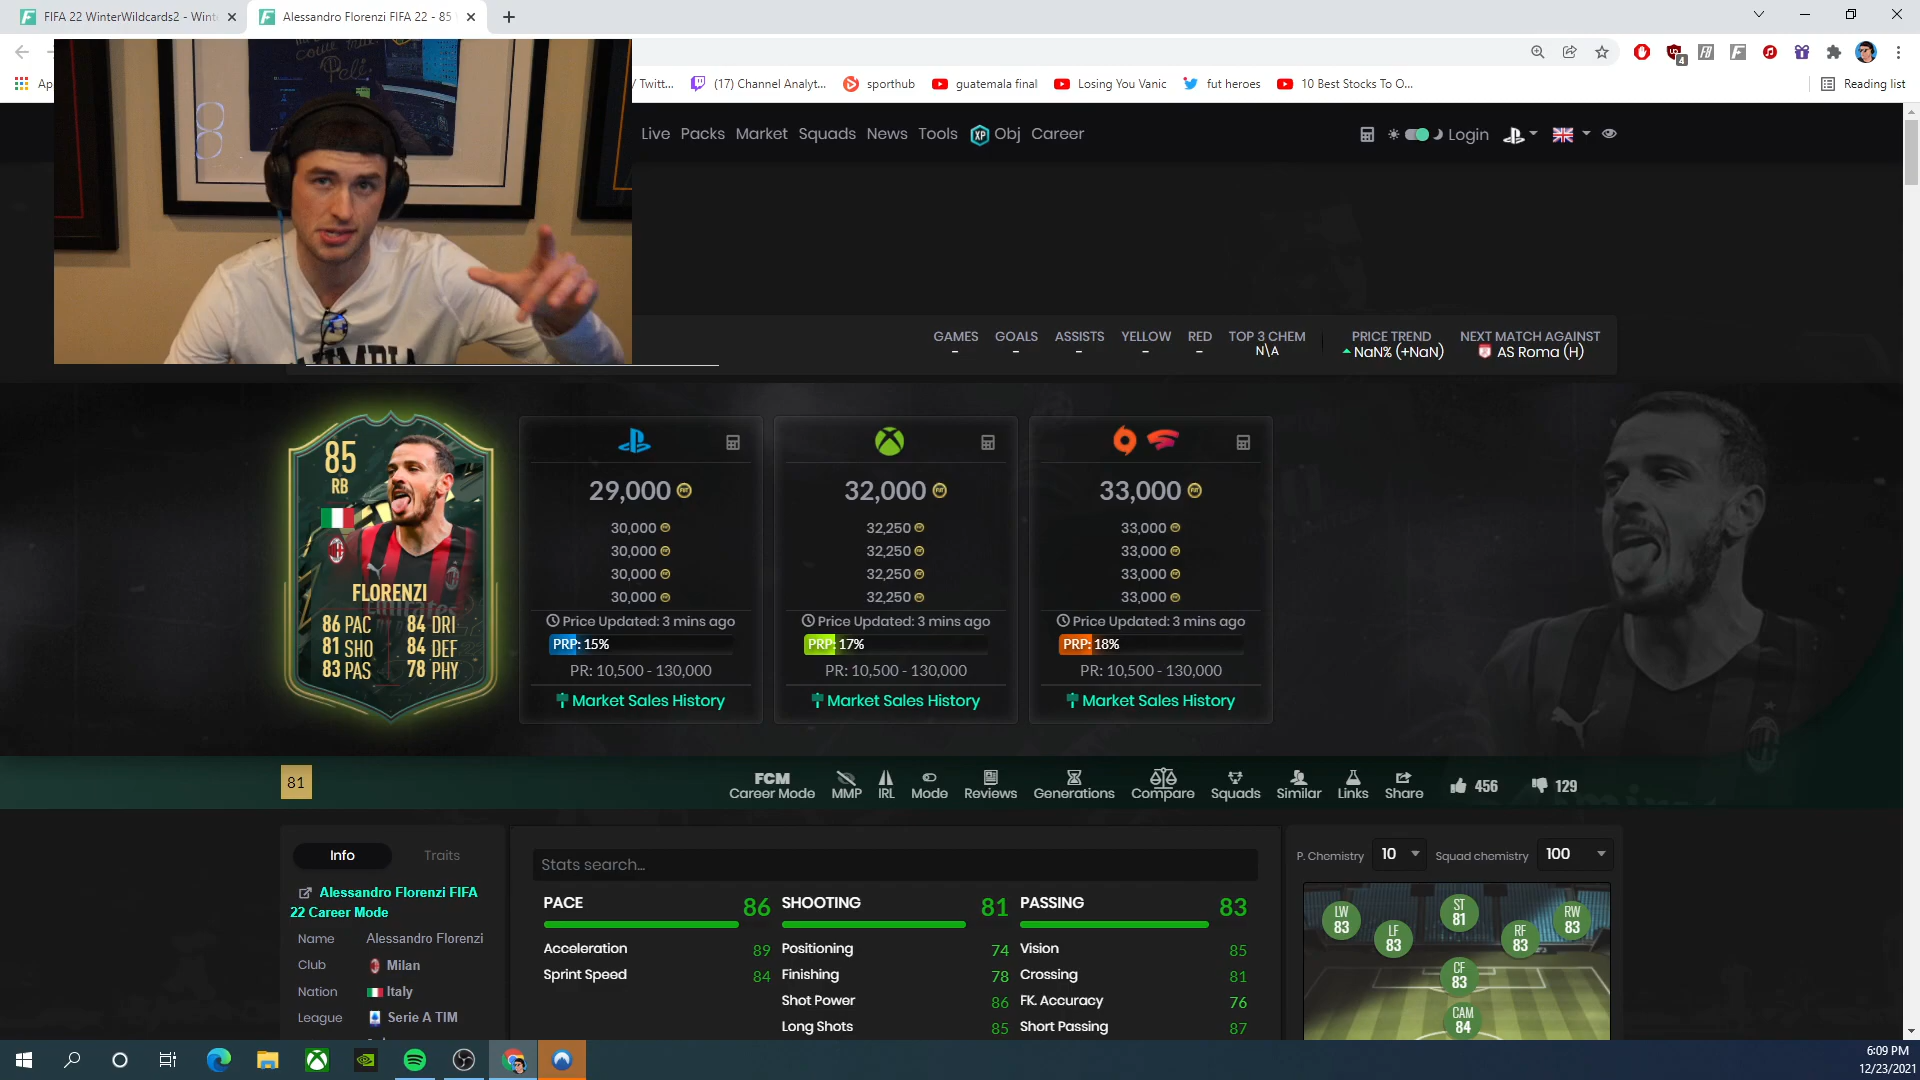 FIFA 22 WinterWildcards2 - Wint
Alessandro Florenzi FIFA 22 - 85
4
Ap
/ Twitt...
(17) Channel Analyt...
sporthub
guatemala final
Losing You Vanic
fut heroes
10 Best Stocks To O...
Reading list
come true
Pelé
Live Packs Market Squads News Tools XP Obj Career
Login
GAMES GOALS ASSISTS YELLOW RED TOP 3 CHEM PRICE TREND NEXT MATCH AGAINST
- - - - - N\A NaN% (+NaN) AS Roma (H)
85
RB
FLORENZI
86 PAC 84 DRI
81 SHO 84 DEF
83 PAS 78 PHY
29,000
30,000
30,000
30,000
30,000
Price Updated: 3 mins ago
PRP: 15%
PR: 10,500 - 130,000
Market Sales History
32,000
32,250
32,250
32,250
32,250
Price Updated: 3 mins ago
PRP: 17%
PR: 10,500 - 130,000
Market Sales History
33,000
33,000
33,000
33,000
33,000
Price Updated: 3 mins ago
PRP: 18%
PR: 10,500 - 130,000
Market Sales History
81
FCM
Career Mode MMP IRL Mode Reviews Generations Compare Squads Similar Links Share 456 129
Info Traits
Alessandro Florenzi FIFA
22 Career Mode
Name Alessandro Florenzi
Club Milan
Nation Italy
League Serie A TIM
Stats search...
PACE 86
Acceleration 89
Sprint Speed 84
SHOOTING 81
Positioning 74
Finishing 78
Shot Power 86
Long Shots 85
PASSING 83
Vision 85
Crossing 81
FK. Accuracy 76
Short Passing 87
P. Chemistry 10 Squad chemistry 100
LW
83
ST
81
RW
83
LF
83
RF
83
CF
83
CAM
84
6:09 PM
12/23/2021